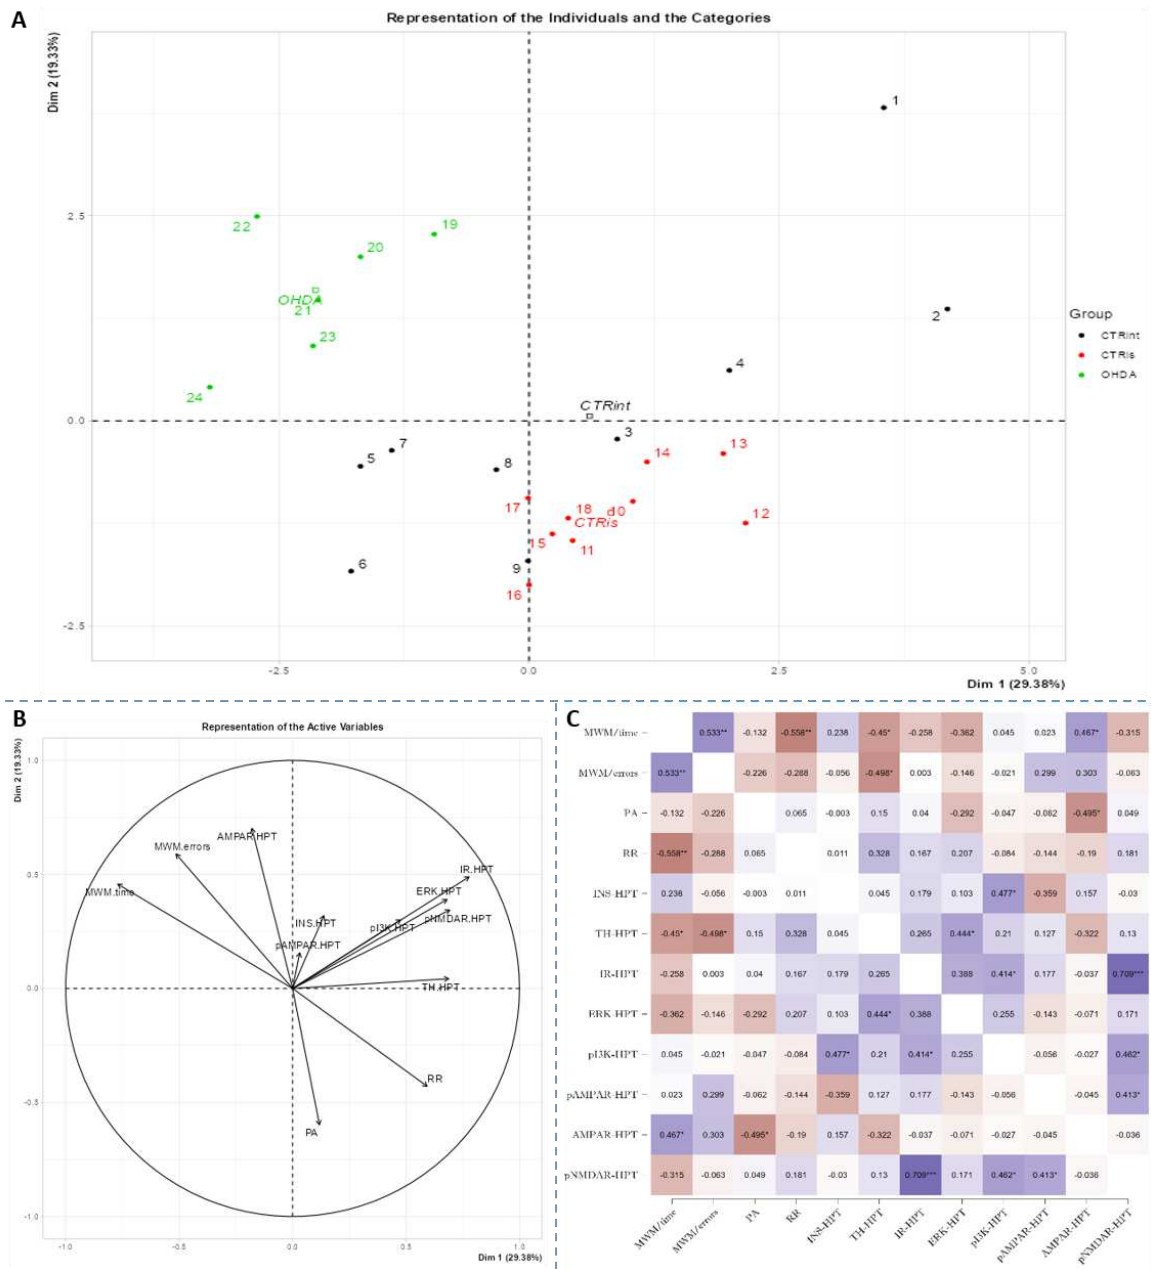 A
Representation of the Individuals and the Categories
Dim 2 (19.33%)
1
2.5
22
19
20
OHDA
21
2
23
Group
CTRint
CTRis
OHDA
4
24
CTRint
0.0
3
7
14
13
5
8
17
18
d0
12
CTRis
15
11
6
9
16
-2.5
-2.5 0.0 2.5 5.0
Dim 1 (29.38%)
B
Representation of the Active Variables
Dim 2 (19.33%)
1.0
AMPAR.HPT
MWM.errors
IR.HPT
MWM.time
ERK.HPT
0.5
pNMDAR.HPT
INS.HPT
pI3K.HPT
pAMPAR.HPT
TH.HPT
0.0
RR
-0.5
PA
-1.0
-1.0 -0.5 0.0 0.5 1.0
Dim 1 (29.38%)
C
MWM/time 0.533** -0.132 -0.558** 0.238 -0.45* -0.258 -0.362 0.045 0.023 0.467* -0.315
MWM/errors 0.533** -0.226 -0.288 -0.056 -0.498* 0.003 -0.146 -0.021 0.299 0.303 -0.063
PA -0.132 -0.226 0.065 -0.003 0.15 0.04 -0.292 -0.047 -0.062 -0.495* 0.049
RR -0.558** -0.288 0.065 0.011 0.328 0.167 0.207 -0.084 -0.144 -0.19 0.181
INS-HPT 0.238 -0.056 -0.003 0.011 0.045 0.179 0.103 0.477* -0.359 0.157 -0.03
TH-HPT -0.45* -0.498* 0.15 0.328 0.045 0.265 0.444* 0.21 0.127 -0.322 0.13
IR-HPT -0.258 0.003 0.04 0.167 0.179 0.265 0.388 0.414* 0.177 -0.037 0.709***
ERK-HPT -0.362 -0.146 -0.292 0.207 0.103 0.444* 0.388 0.255 -0.143 -0.071 0.171
pI3K-HPT 0.045 -0.021 -0.047 -0.084 0.477* 0.21 0.414* 0.255 -0.056 -0.027 0.462*
pAMPAR-HPT 0.023 0.299 -0.062 -0.144 -0.359 0.127 0.177 -0.143 -0.056 -0.045 0.413*
AMPAR-HPT 0.467* 0.303 -0.495* -0.19 0.157 -0.322 -0.037 -0.071 -0.027 -0.045 -0.036
pNMDAR-HPT -0.315 -0.063 0.049 0.181 -0.03 0.13 0.709*** 0.171 0.462* 0.413* -0.036
MWM/time MWM/errors PA RR INS-HPT TH-HPT IR-HPT ERK-HPT pI3K-HPT pAMPAR-HPT AMPAR-HPT pNMDAR-HPT